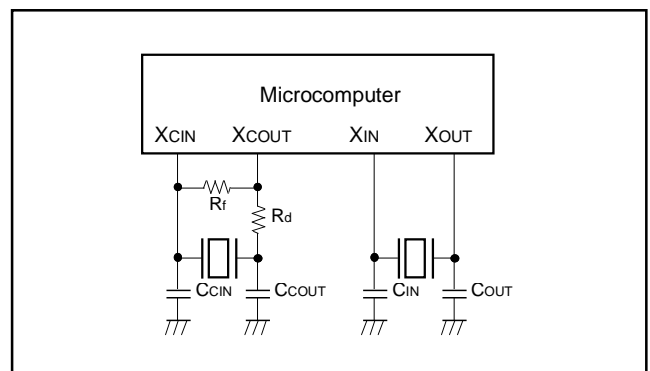 Microcomputer
XCIN XCOUT XIN XOUT
Rf
Rd
CCIN CCOUT CIN COUT